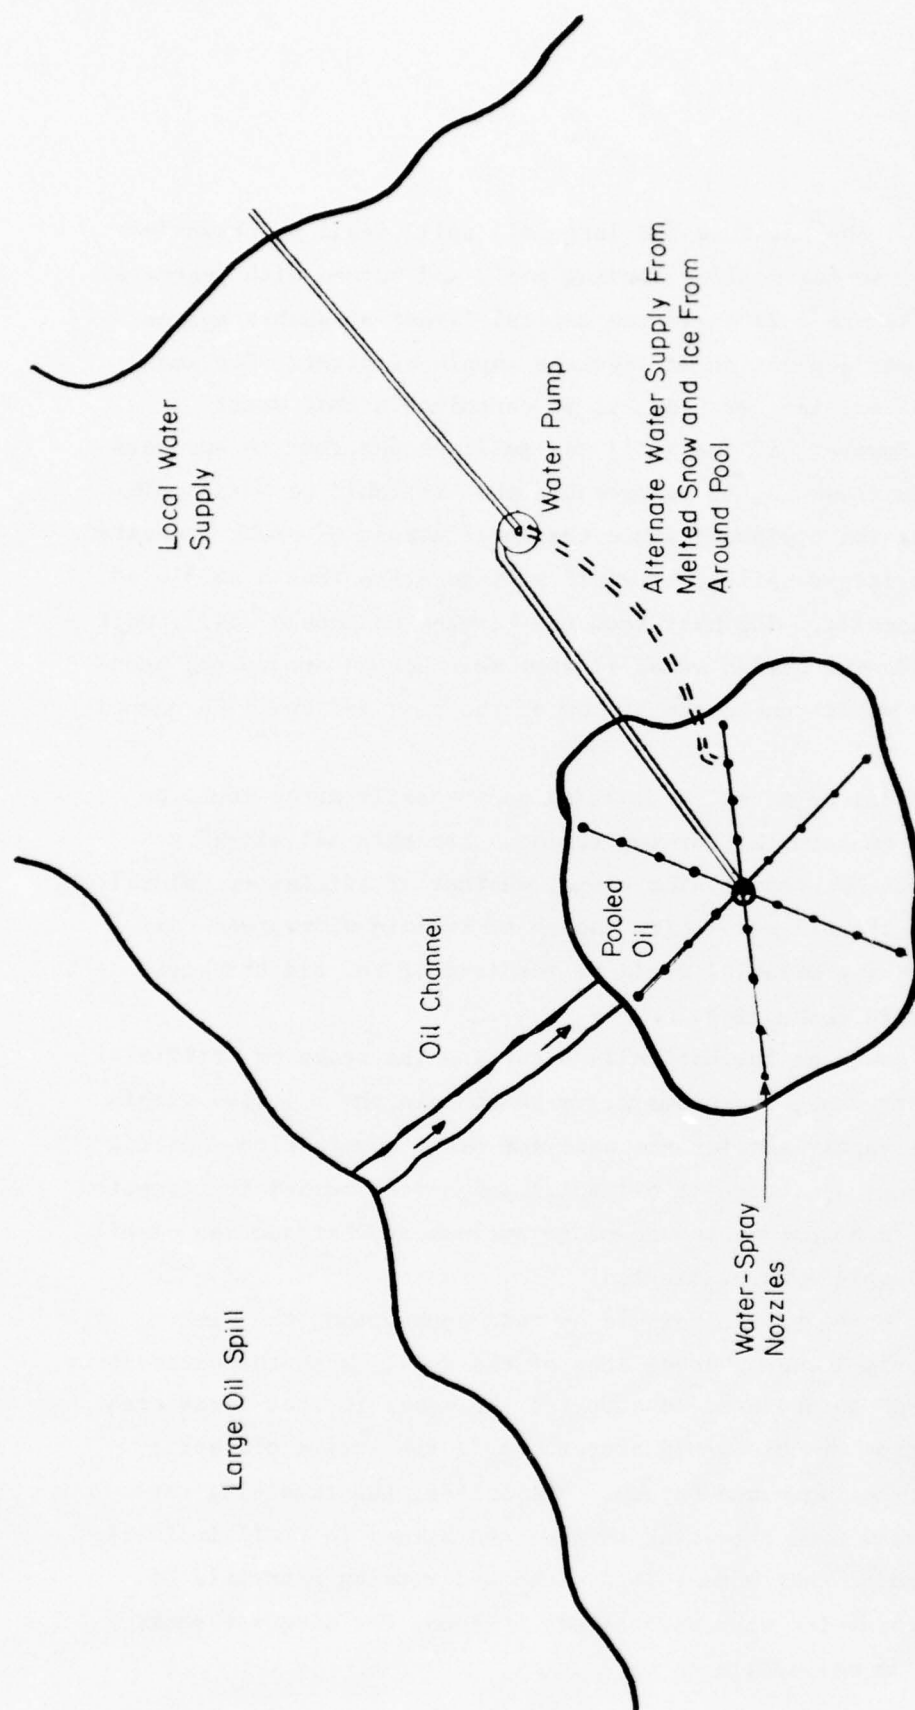 Large Oil Spill
Oil Channel
Local Water
Supply
Pooled
Oil
Water Pump
Alternate Water Supply From
Melted Snow and Ice From
Around Pool
Water-Spray
Nozzles